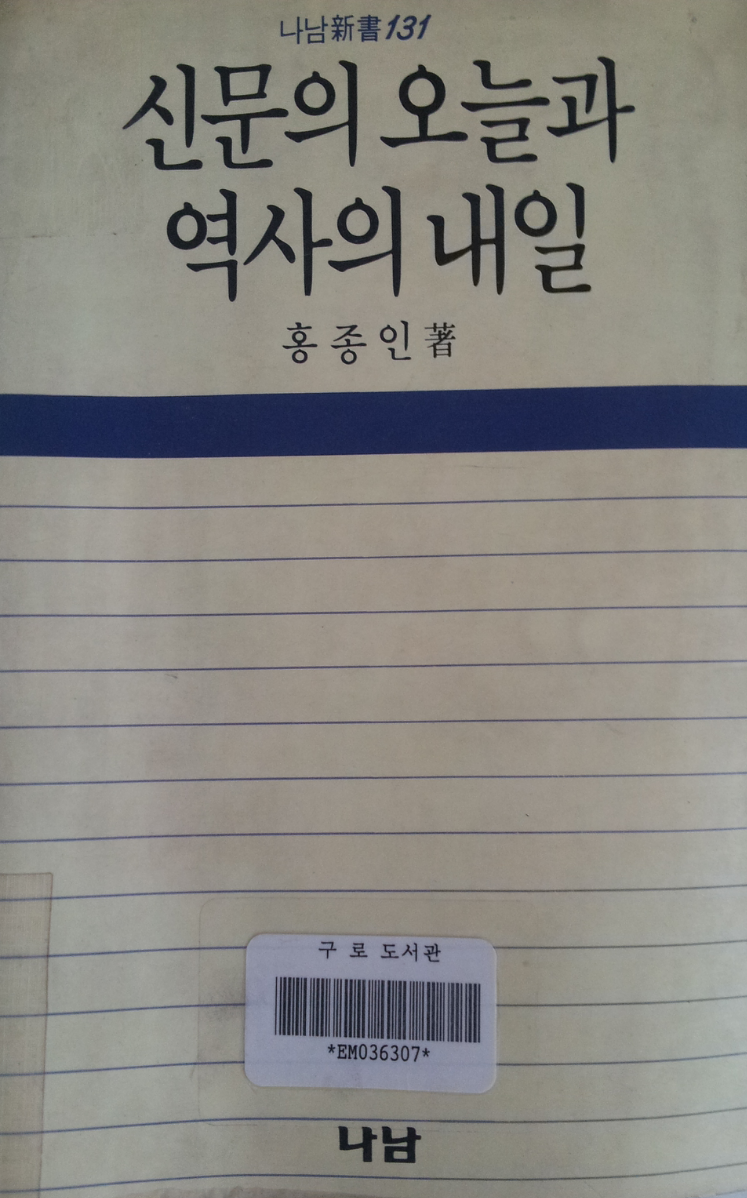 나남新書131
신문의 오늘과
역사의 내일
홍종인 著
구로 도서관
*EM036307*
나남